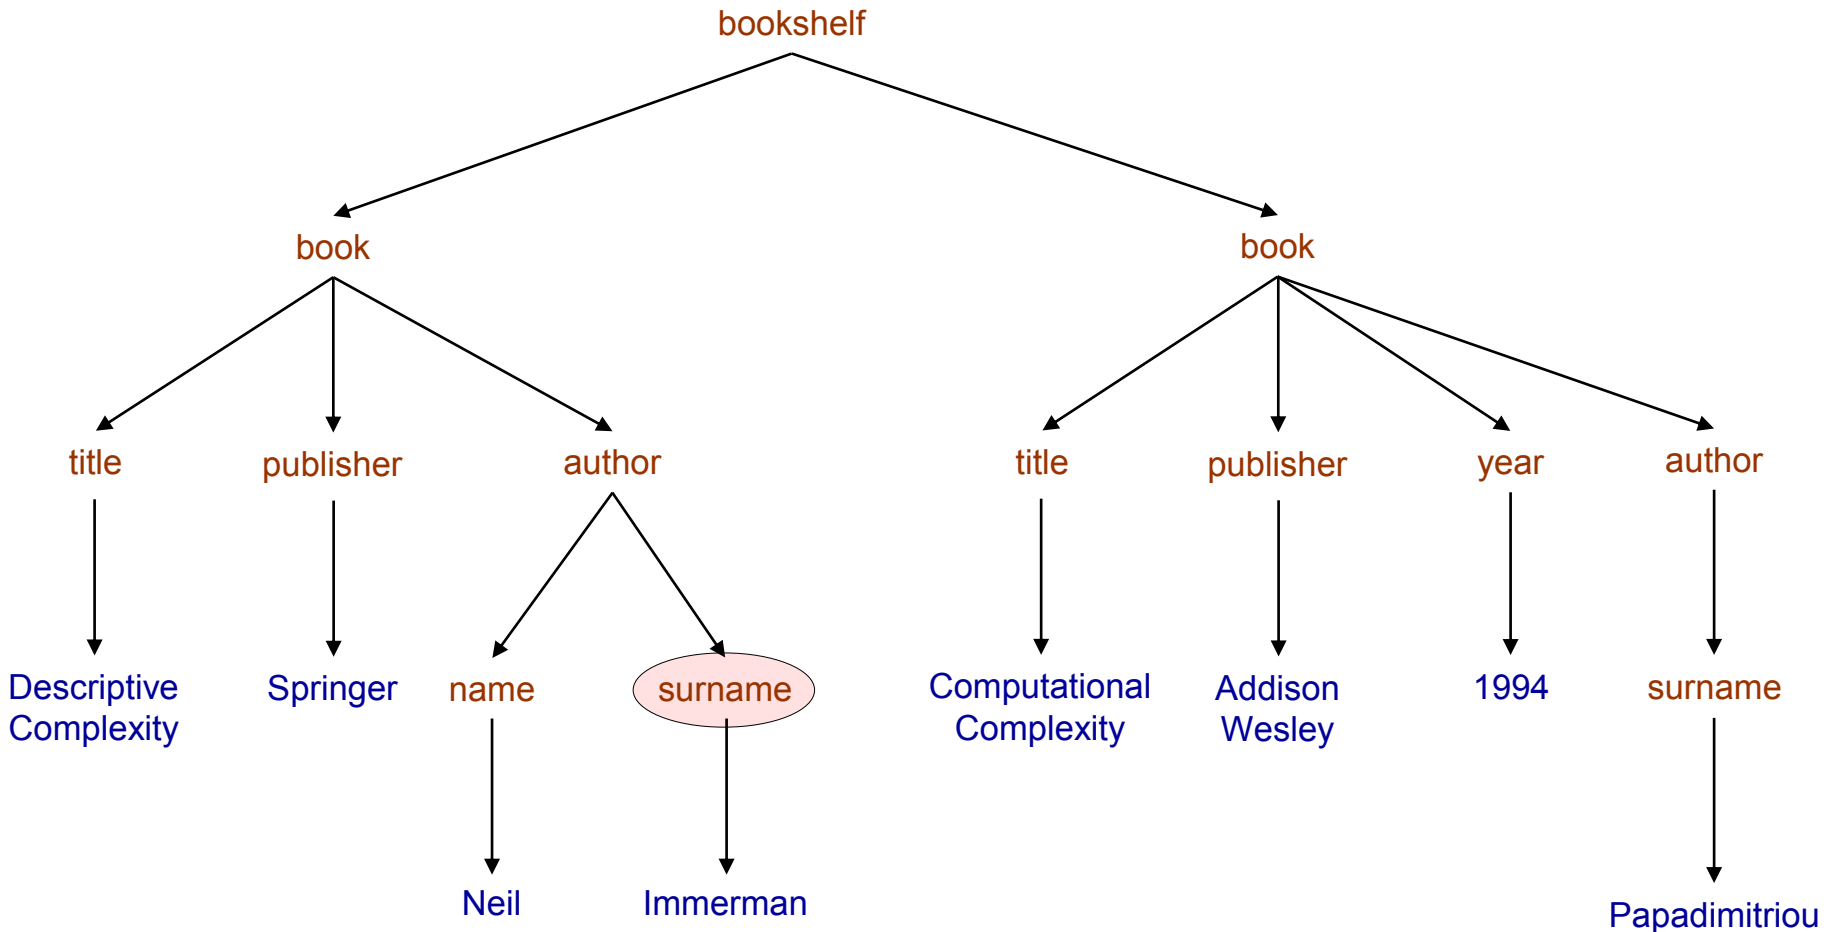 bookshelf
book
book
title
publisher
author
title
publisher
year
author
Descriptive
Complexity
Springer
name
surname
Computational
Complexity
Addison
Wesley
1994
surname
Neil
Immerman
Papadimitriou